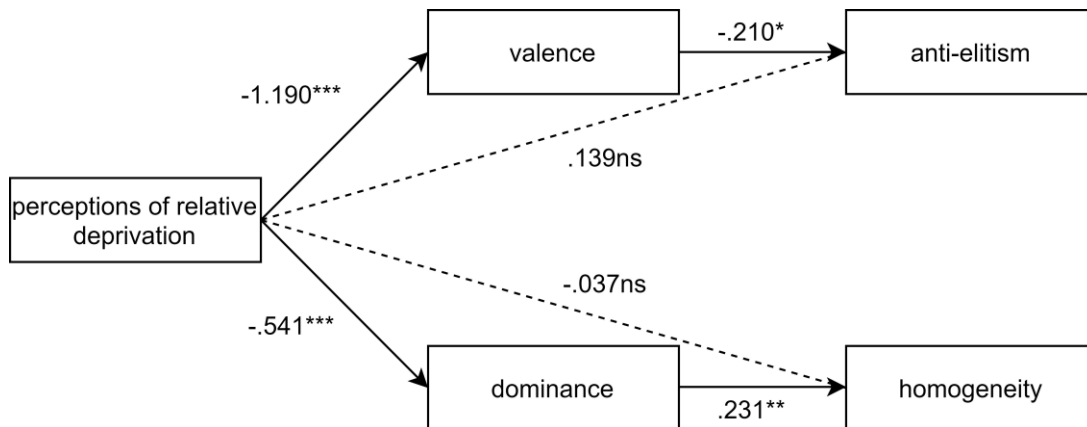 valence
-.210*
anti-elitism
-1.190***
.139ns
perceptions of relative
deprivation
-.037ns
-.541***
dominance
.231**
homogeneity